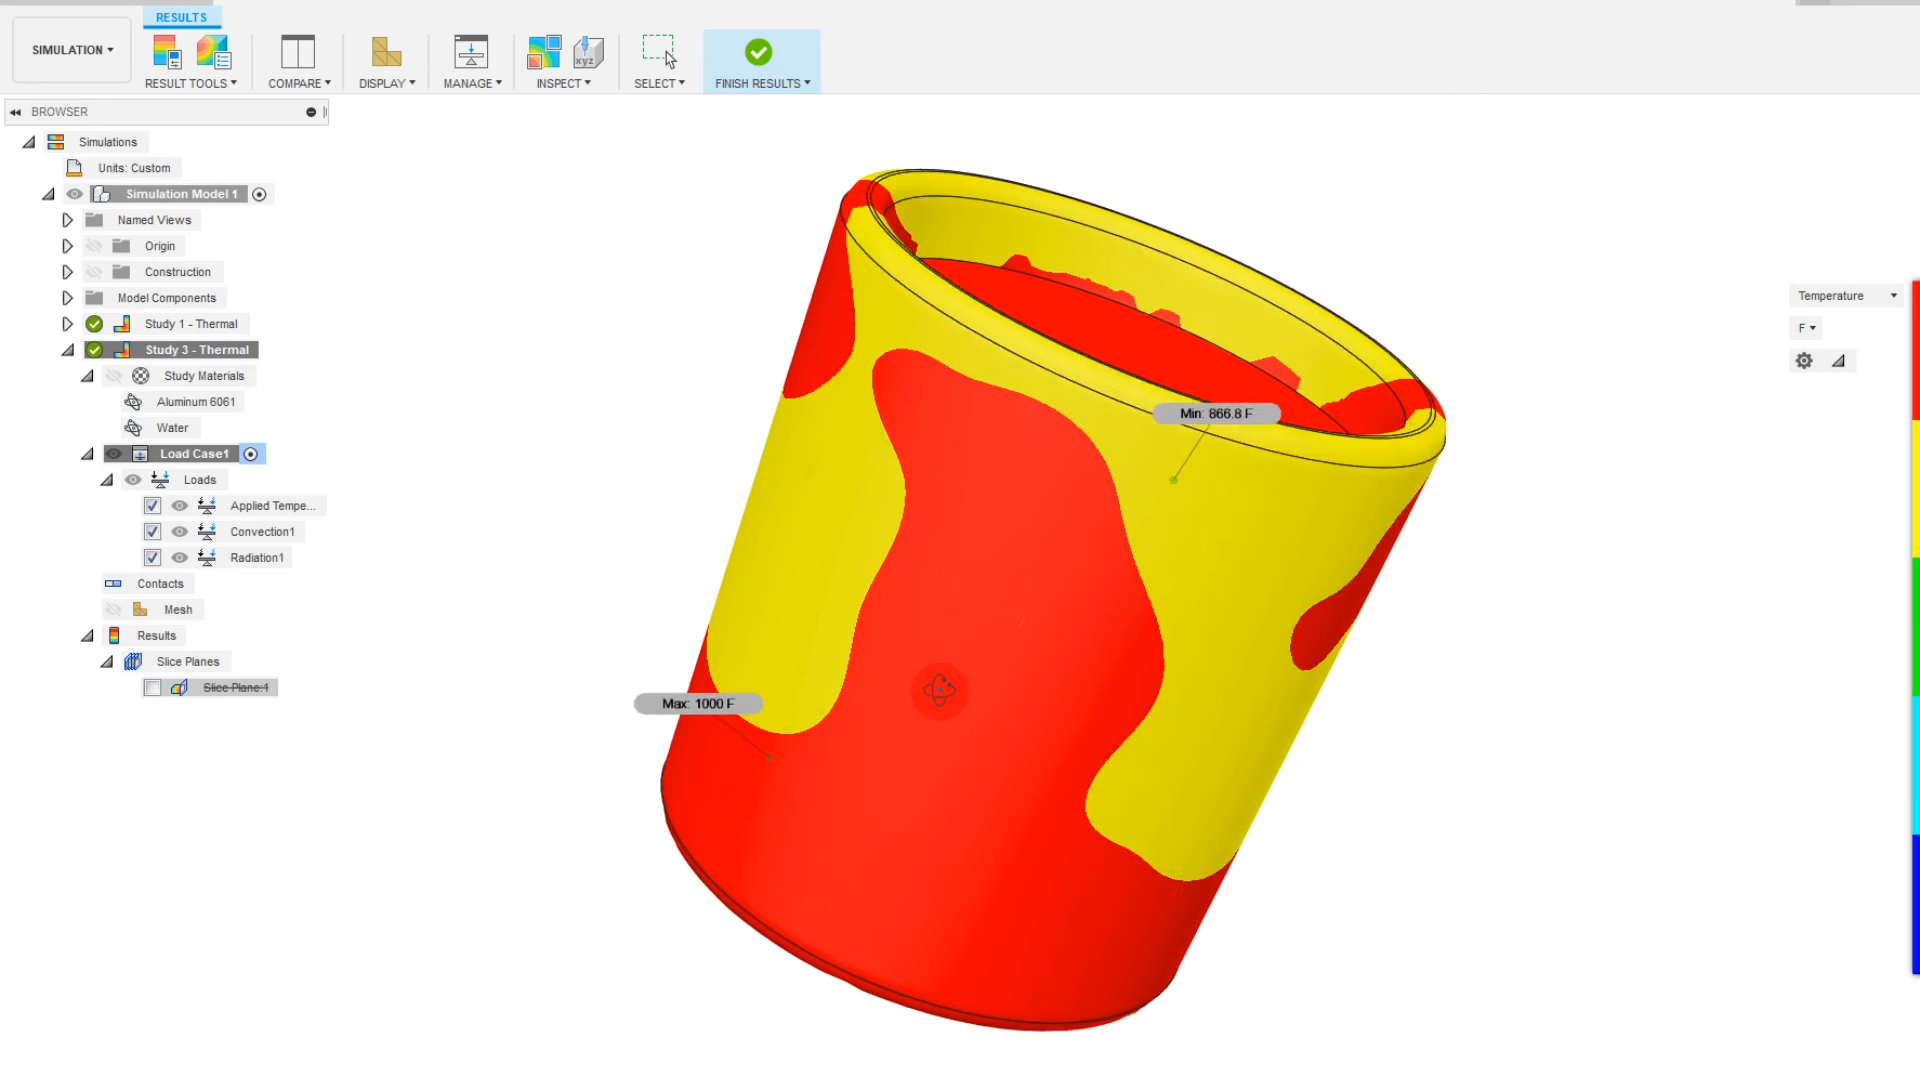 RESULTS
SIMULATION
RESULT TOOLS
COMPARE
DISPLAY
MANAGE
INSPECT
xyz
SELECT
FINISH RESULTS
BROWSER
Simulations
Units: Custom
Simulation Model 1
Named Views
Origin
Construction
Model Components
Study 1 - Thermal
Study 3 - Thermal
Study Materials
Aluminum 6061
Water
Load Case1
Loads
Applied Tempe...
Convection1
Radiation1
Contacts
Mesh
Results
Slice Planes
Slice Plane:1
Min: 866.8 F
Max: 1000 F
Temperature
F